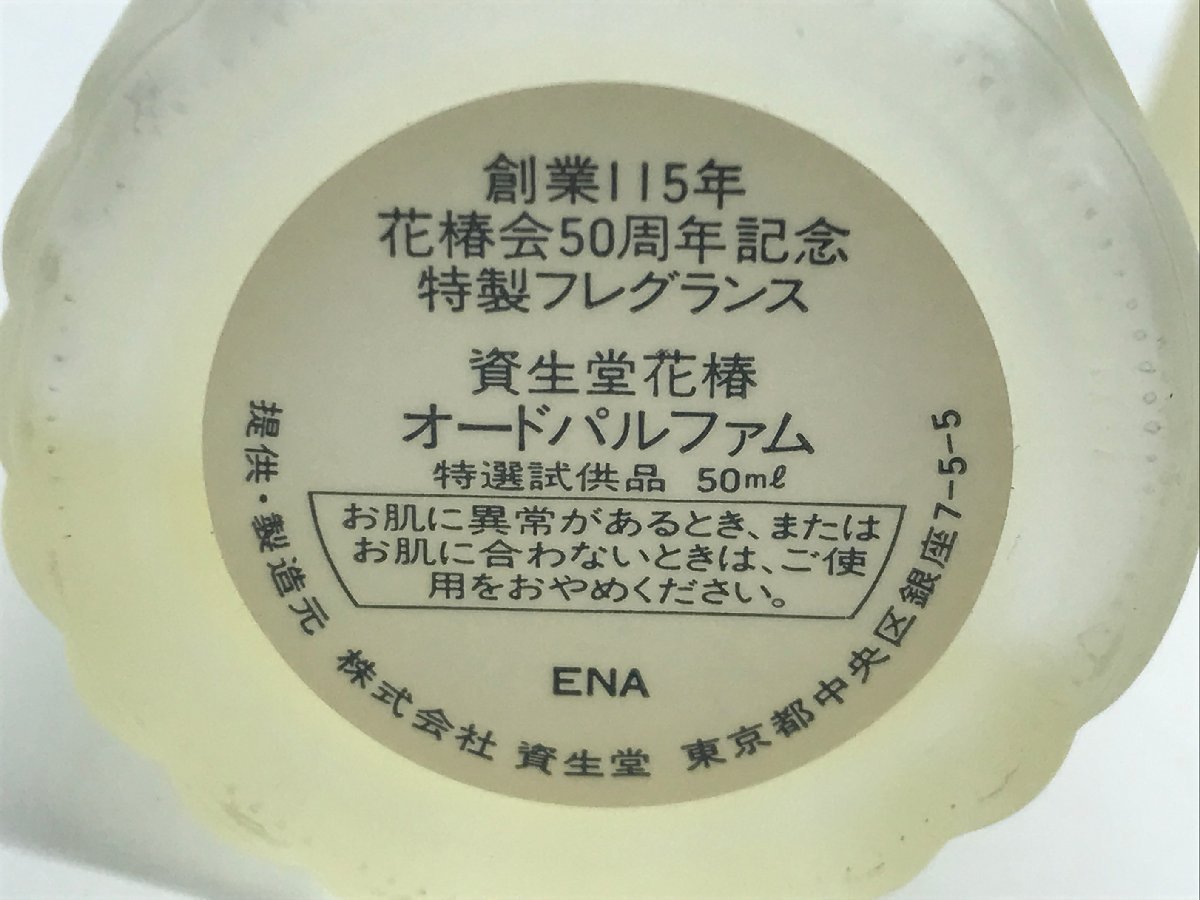 創業115年
花椿会50周年記念
特製フレグランス
資生堂花椿
オードパルファム
特選試供品 50mℓ
お肌に異常があるとき、または
お肌に合わないときは、ご使
用をおやめください。
ENA
提供・製造元 株式会社 資生堂 東京都中央区銀座7-5-5